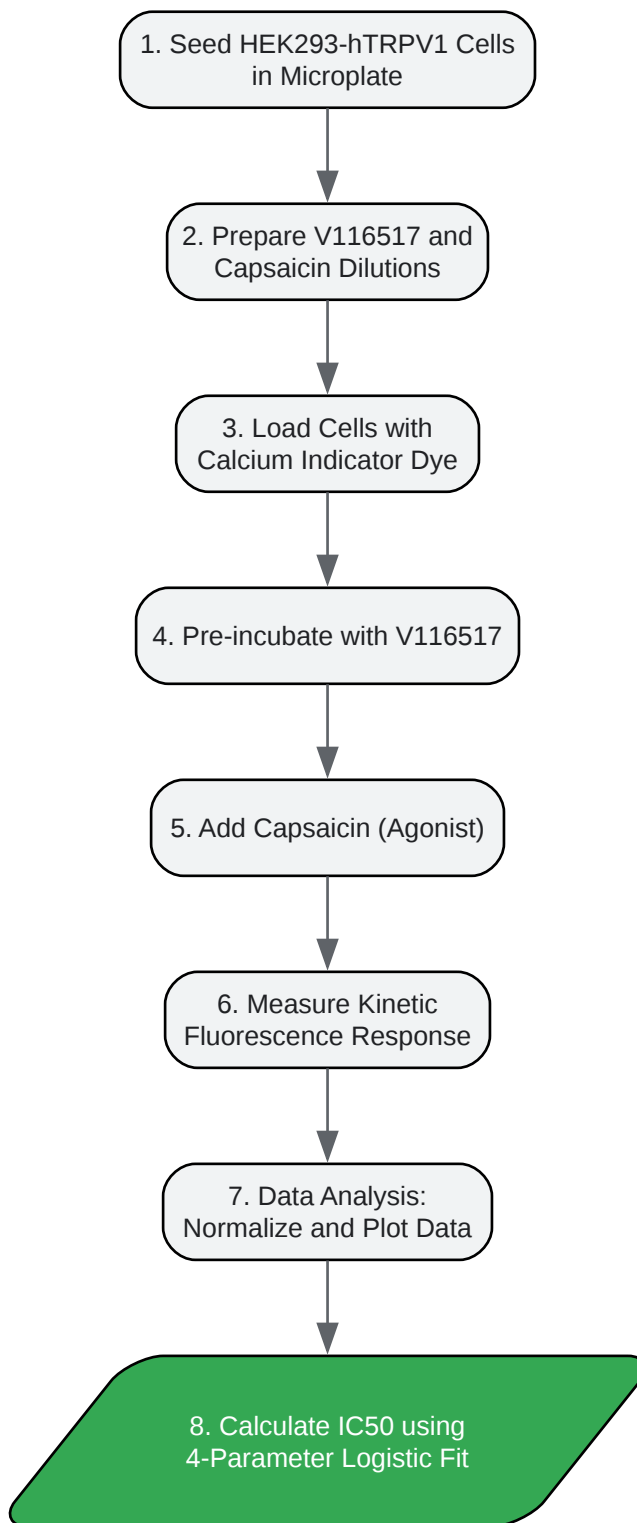 1. Seed HEK293-hTRPV1 Cells
in Microplate
2. Prepare V116517 and
Capsaicin Dilutions
3. Load Cells with
Calcium Indicator Dye
4. Pre-incubate with V116517
5. Add Capsaicin (Agonist)
6. Measure Kinetic
Fluorescence Response
7. Data Analysis:
Normalize and Plot Data
8. Calculate IC50 using
4-Parameter Logistic Fit